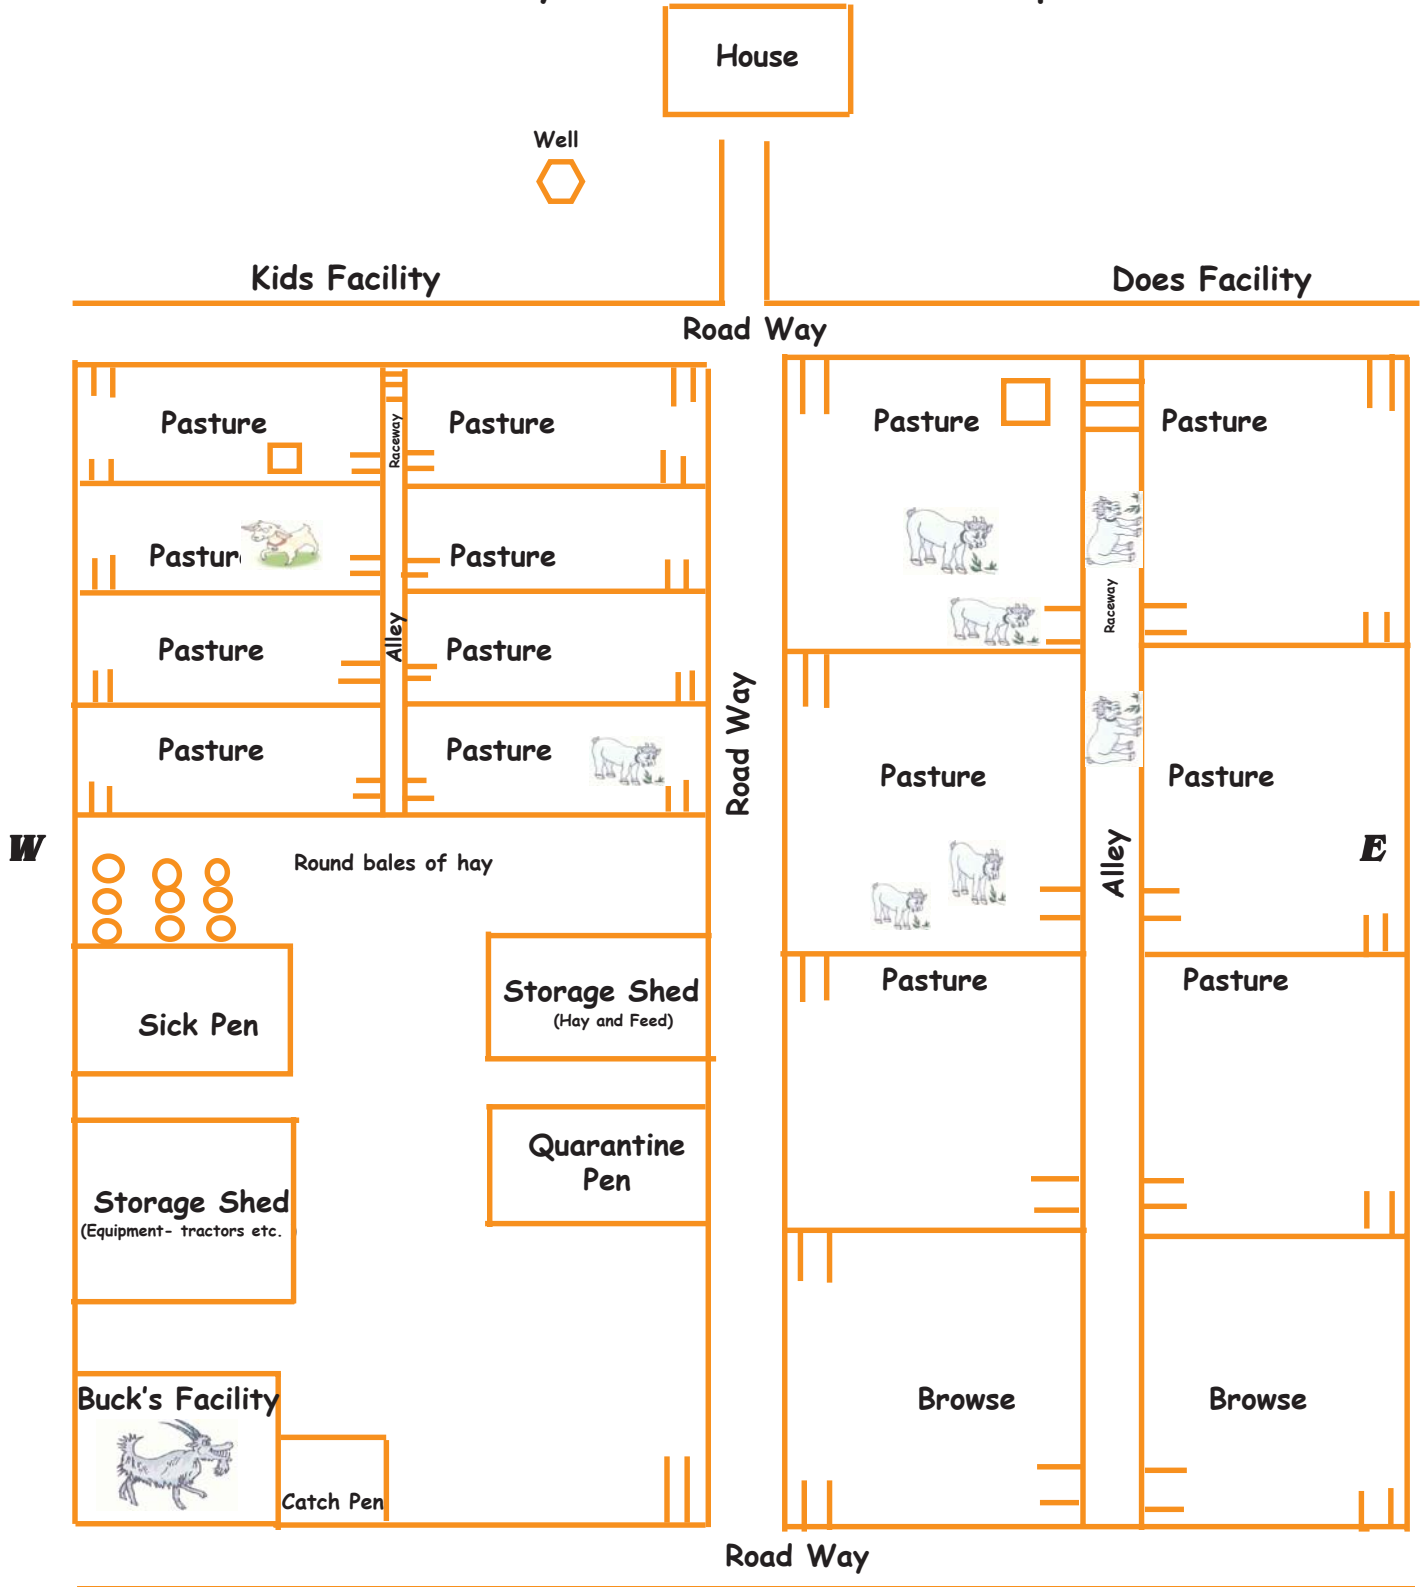 House
Well
Kids Facility
Does Facility
Road Way
Pasture
Pasture
Raceway
Pasture
Pasture
Pastur
Pasture
Raceway
Alley
Pasture
Pasture
Road Way
Pasture
Pasture
Pasture
Pasture
W
Round bales of hay
Alley
E
Storage Shed
(Hay and Feed)
Pasture
Pasture
Sick Pen
Quarantine
Pen
Storage Shed
(Equipment- tractors etc.
Buck's Facility
Browse
Browse
Catch Pen
Road Way